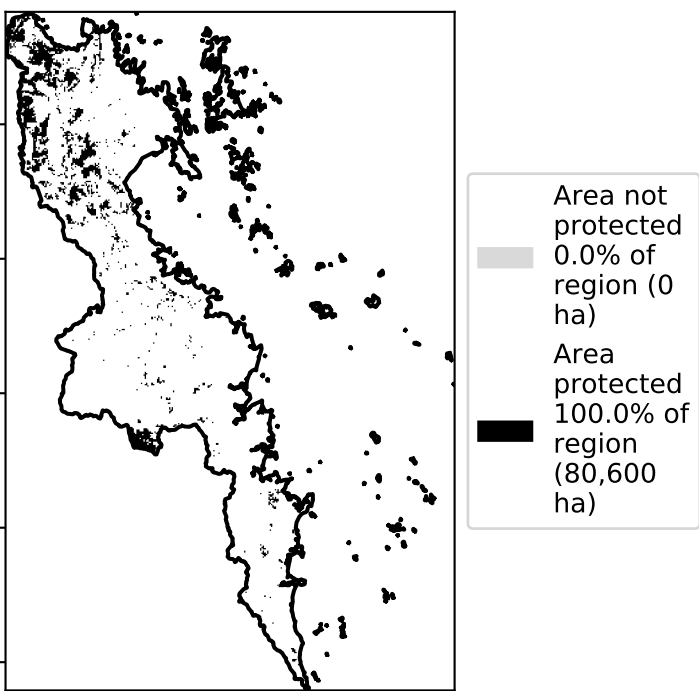 Area not
protected
0.0% of
region (0
ha)
Area
protected
100.0% of
region
(80,600
ha)